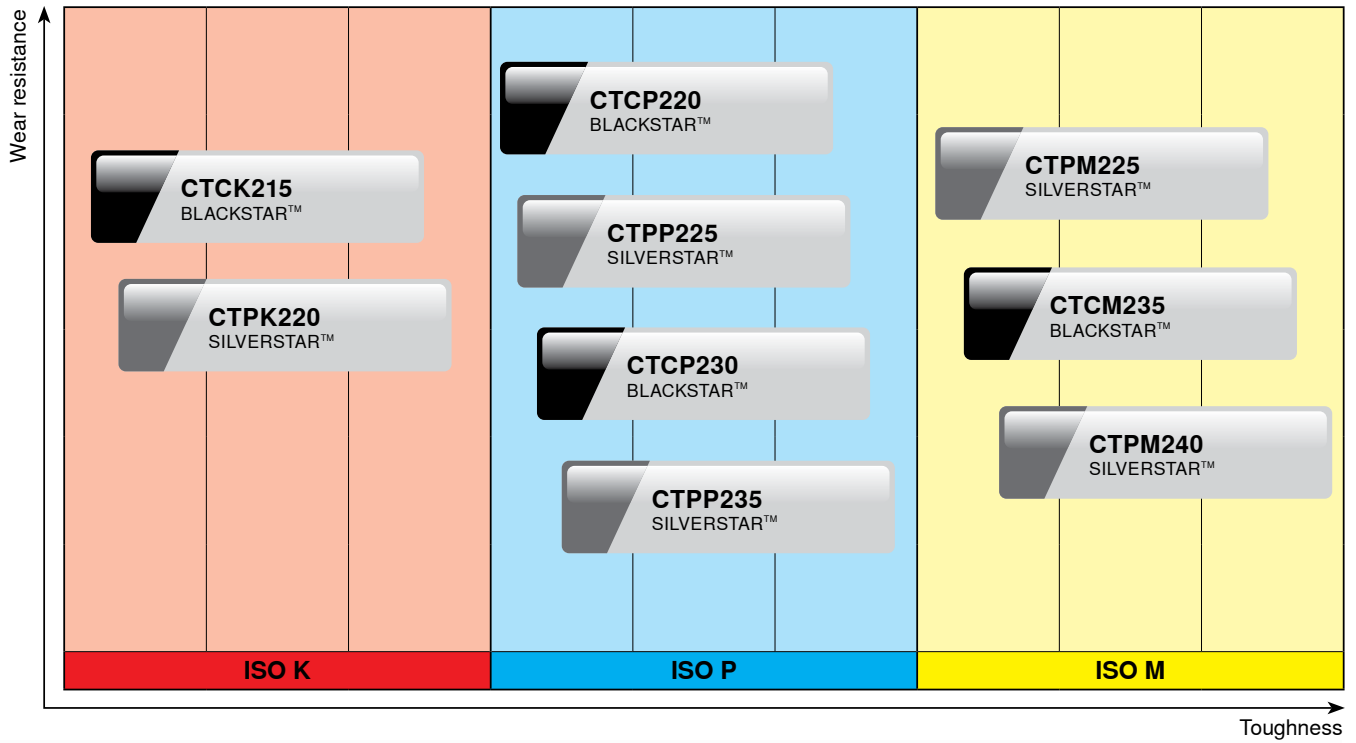 Wear resistance
CTCK215
BLACKSTAR™
CTPK220
SILVERSTAR™
ISO K
CTCP220
BLACKSTAR™
CTPP225
SILVERSTAR™
CTCP230
BLACKSTAR™
CTPP235
SILVERSTAR™
ISO P
CTPM225
SILVERSTAR™
CTCM235
BLACKSTAR™
CTPM240
SILVERSTAR™
ISO M
Toughness